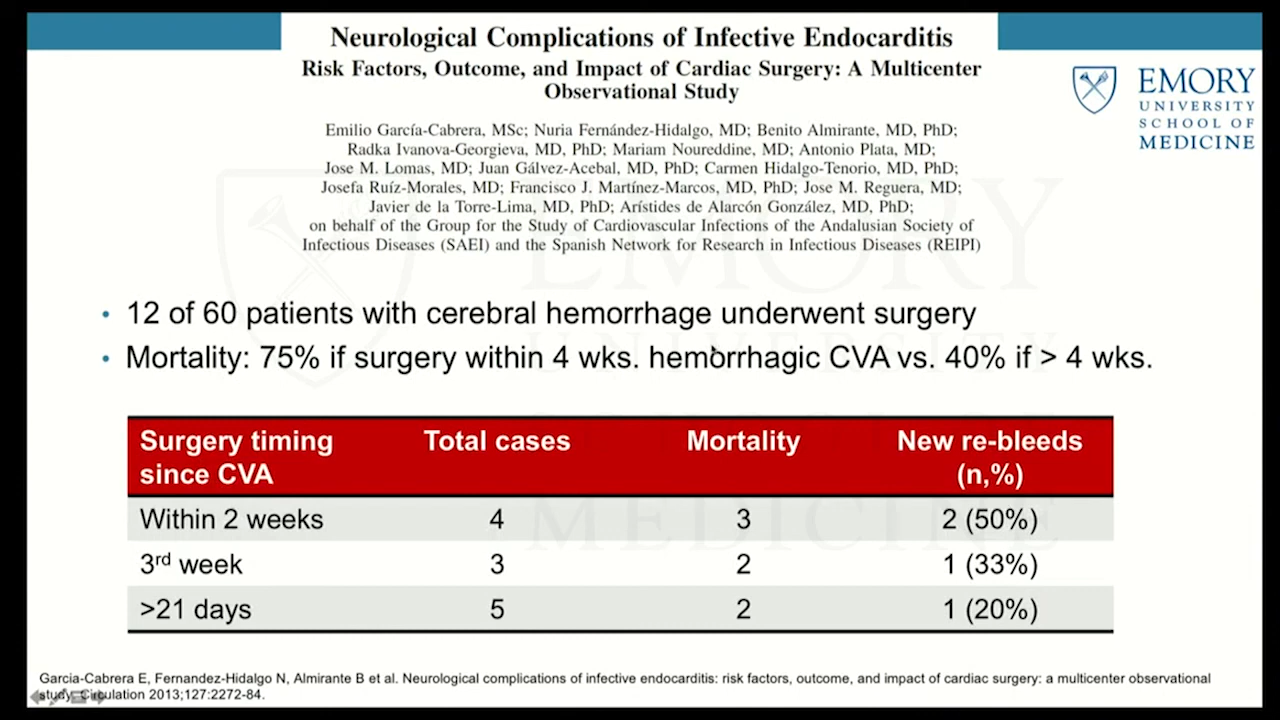 Neurological Complications of Infective Endocarditis
Risk Factors, Outcome, and Impact of Cardiac Surgery: A Multicenter
Observational Study
EMORY
UNIVERSITY
SCHOOL OF
MEDICINE
Emilio García-Cabrera, MSc; Nuria Fernández-Hidalgo, MD; Benito Almirante, MD, PhD;
Radka Ivanova-Georgieva, MD, PhD; Mariam Noureddine, MD; Antonio Plata, MD;
Jose M. Lomas, MD; Juan Gálvez-Acebal, MD, PhD; Carmen Hidalgo-Tenorio, MD, PhD;
Josefa Ruíz-Morales, MD; Francisco J. Martínez-Marcos, MD, PhD; Jose M. Reguera, MD;
Javier de la Torre-Lima, MD, PhD; Arístides de Alarcón González, MD, PhD;
on behalf of the Group for the Study of Cardiovascular Infections of the Andalusian Society of
Infectious Diseases (SAEI) and the Spanish Network for Research in Infectious Diseases (REIPI)
EMORY
UNIVERSITY
MEDICINE
• 12 of 60 patients with cerebral hemorrhage underwent surgery
• Mortality: 75% if surgery within 4 wks. hemorrhagic CVA vs. 40% if > 4 wks.
Surgery timing since CVA Total cases Mortality New re-bleeds (n,%)
Within 2 weeks 4 3 2 (50%)
3rd week 3 2 1 (33%)
>21 days 5 2 1 (20%)
Garcia-Cabrera E, Fernandez-Hidalgo N, Almirante B et al. Neurological complications of infective endocarditis: risk factors, outcome, and impact of cardiac surgery: a multicenter observational
study. Circulation 2013;127:2272-84.